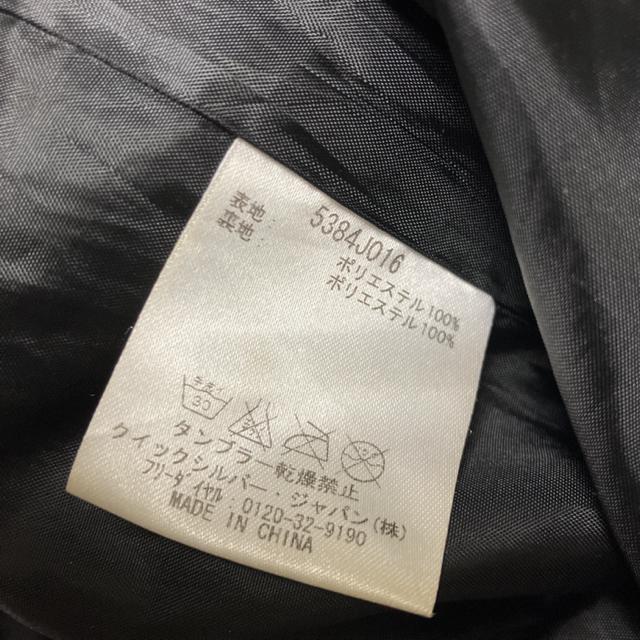 5384J016
表地: ポリエステル100%
裏地: ポリエステル100%
手洗イ
30
タンブラー乾燥禁止
クイックシルバー・ジャパン(株)
フリーダイヤル 0120-32-9190
MADE IN CHINA